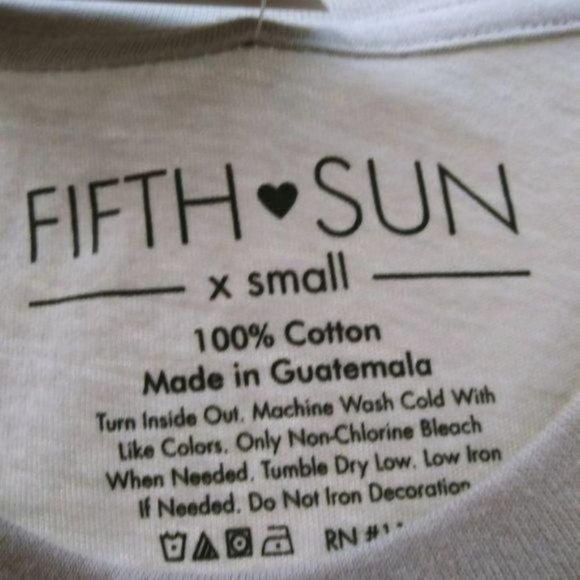 FIFTH ♥ SUN
x small
100% Cotton
Made in Guatemala
Turn Inside Out. Machine Wash Cold With
Like Colors. Only Non-Chlorine Bleach
When Needed. Tumble Dry Low. Low Iron
If Needed. Do Not Iron Decoration
RN #